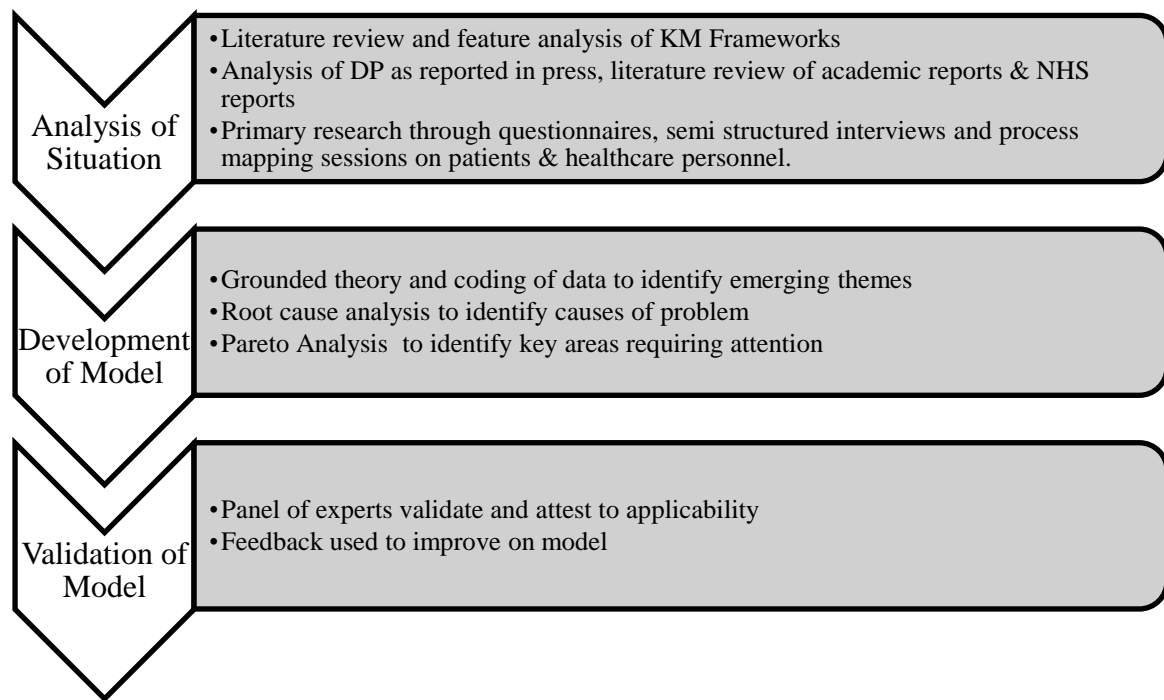 Analysis of
Situation
•Literature review and feature analysis of KM Frameworks
•Analysis of DP as reported in press, literature review of academic reports & NHS
reports
•Primary research through questionnaires, semi structured interviews and process
mapping sessions on patients & healthcare personnel.
Development
of Model
•Grounded theory and coding of data to identify emerging themes
•Root cause analysis to identify causes of problem
•Pareto Analysis  to identify key areas requiring attention
Validation of
Model
•Panel of experts validate and attest to applicability
•Feedback used to improve on model